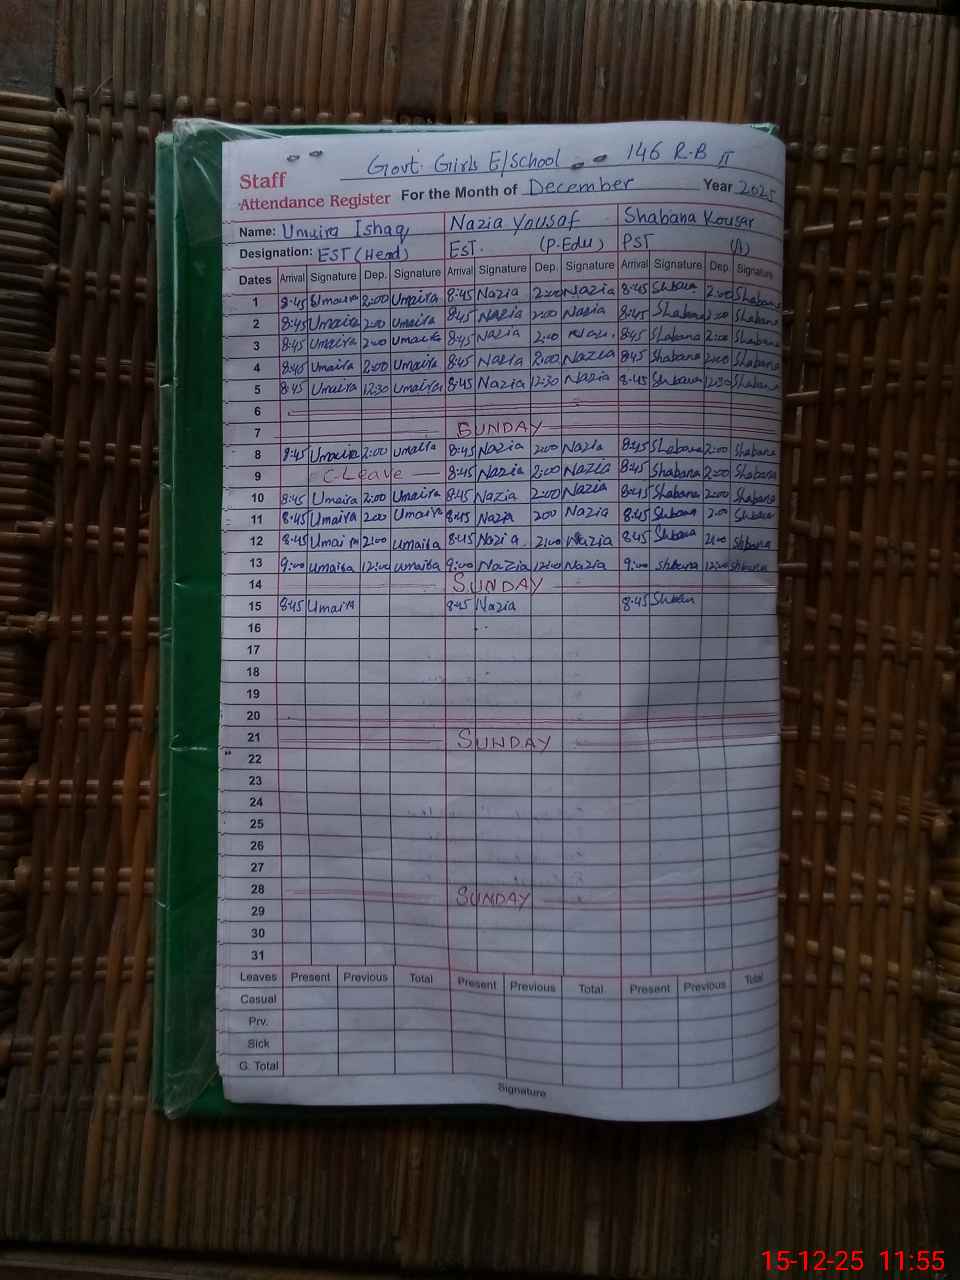 Govt. Girls E/School 146 R.B II
Staff
Attendance Register For the Month of December Year 2025
Name: Umaira Ishaq Nazia Yousaf Shabana Kousar
Designation: EST (Head) EST. (P-Edu) PST (A)
Dates Arrival Signature Dep. Signature Arrival Signature Dep. Signature Arrival Signature Dep. Signature
1 8:45 Umaira 2:00 Umaira 8:45 Nazia 2:00 Nazia 8:45 2:00 Shabana
2 8:45 Umaira 2:00 Umaira 8:45 Nazia 2:00 Nazia 8:45 Shabana 2:00 Shabana
3 8:45 Umaira 2:00 Umaira 8:45 Nazia 2:00 8:45 Shabana 2:00 Shabana
4 8:45 Umaira 2:00 Umaira 8:45 Nazia 2:00 Nazia 8:45 Shabana 2:00 Shabana
5 8:45 Umaira 12:30 Umaira 8:45 Nazia 12:30 Nazia 8:45 Shbana 12:30 Shabana
6
7 SUNDAY
8 8:45 Umaira 2:00 Umaira 8:45 Nazia 2:00 Nazia 8:45 Shabana 2:00 Shabana
9 C-Leave 8:45 Nazia 2:00 Nazia 8:45 Shabana 2:00 Shabana
10 8:45 Umaira 2:00 Umaira 8:45 Nazia 2:00 Nazia 8:45 Shabana 2:00 Shabana
11 8:45 Umaira 2:00 Umaira 8:45 Nazia 2:00 Nazia 8:45 Shabana 2:00 Shbana
12 8:45 Umaira 2:00 Umaira 8:45 Nazia 2:00 Nazia 8:45 Shbana 2:00 Shbana
13 9:00 Umaira 12:00 Umaira 9:00 Nazia 12:00 Nazia 9:00 Shbana 12:00 Shbana
14 SUNDAY
15 8:45 Umaira 8:45 Nazia 8:45
16
17
18
19
20
21 SUNDAY
22
23
24
25
26
27
28 SUNDAY
29
30
31
Leaves Present Previous Total Present Previous Total Present Previous Total
Casual
Prv.
Sick
G. Total
Signature
15-12-25 11:55